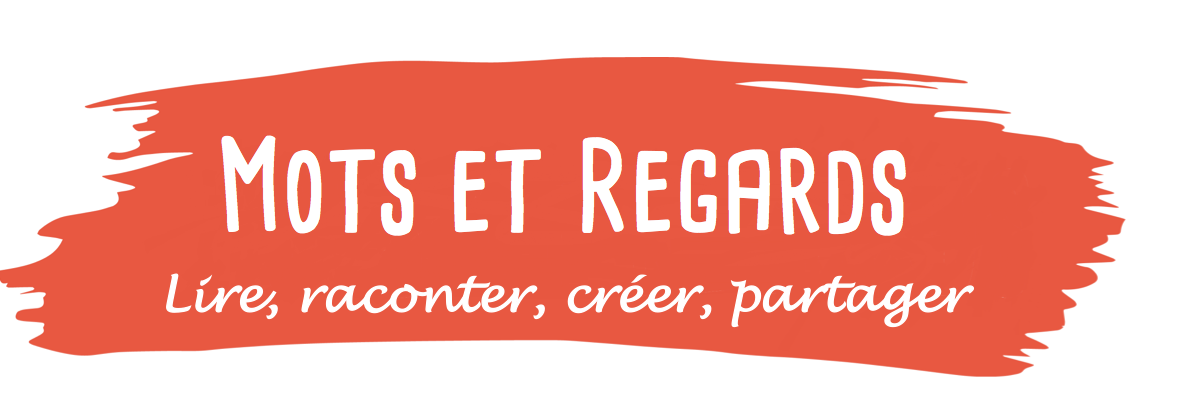 Mots et Regards
Lire, raconter, créer, partager